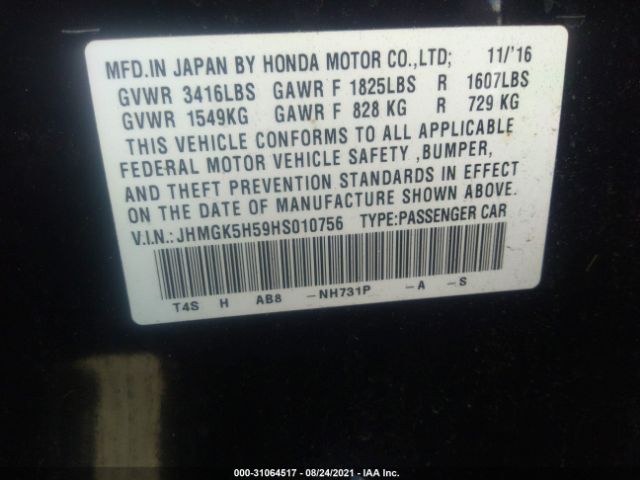 MFD.IN JAPAN BY HONDA MOTOR CO.,LTD; 11/'16
GVWR 3416LBS GAWR F 1825LBS R 1607LBS
GVWR 1549KG GAWR F 828 KG R 729 KG
THIS VEHICLE CONFORMS TO ALL APPLICABLE
FEDERAL MOTOR VEHICLE SAFETY ,BUMPER,
AND THEFT PREVENTION STANDARDS IN EFFECT
ON THE DATE OF MANUFACTURE SHOWN ABOVE.
V.I.N.: JHMGK5H59HS010756 TYPE:PASSENGER CAR
T4S H AB8 -NH731P -A -S
000-31064517 - 08/24/2021 - IAA Inc.